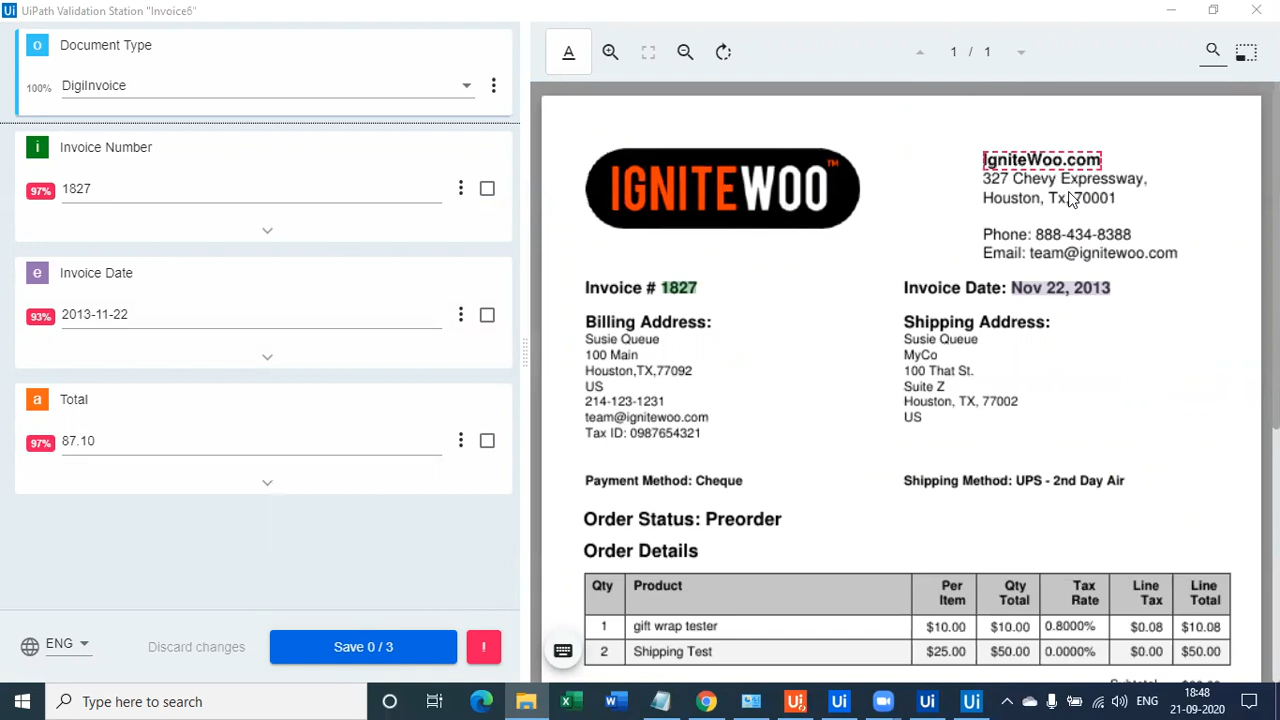 Ui UiPath Validation Station "Invoice6"
o Document Type
100% DigiInvoice
i Invoice Number
97% 1827
e Invoice Date
93% 2013-11-22
a Total
97% 87.10
ENG
Discard changes
Save 0 / 3
!
A
1 / 1
IGNITEWOO™
IgniteWoo.com
327 Chevy Expressway,
Houston, Tx 70001
Phone: 888-434-8388
Email: team@ignitewoo.com
Invoice # 1827
Invoice Date: Nov 22, 2013
Billing Address:
Susie Queue
100 Main
Houston,TX,77092
US
214-123-1231
team@ignitewoo.com
Tax ID: 0987654321
Shipping Address:
Susie Queue
MyCo
100 That St.
Suite Z
Houston, TX, 77002
US
Payment Method: Cheque
Shipping Method: UPS - 2nd Day Air
Order Status: Preorder
Order Details
Qty Product Per Item Qty Total Tax Rate Line Tax Line Total
1 gift wrap tester $10.00 $10.00 0.8000% $0.08 $10.08
2 Shipping Test $25.00 $50.00 0.0000% $0.00 $50.00
Type here to search
Ui Ui Ui
ENG
18:48
21-09-2020